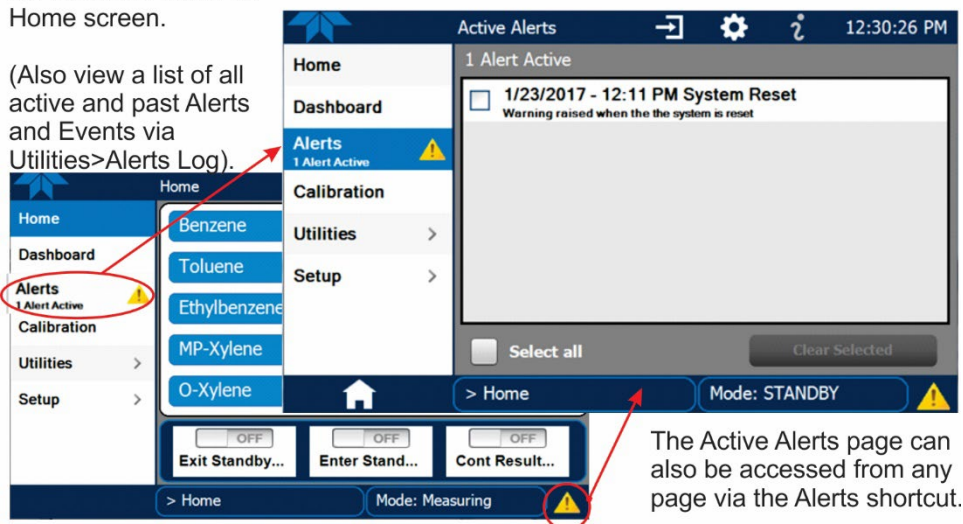 Home screen.
(Also view a list of all
active and past Alerts
and Events via
Utilities>Alerts Log).
Active Alerts
12:30:26 PM
Home
Dashboard
Alerts
1 Alert Active
Calibration
Utilities >
Setup >
1 Alert Active
1/23/2017 - 12:11 PM System Reset
Warning raised when the the system is reset
Select all
Clear Selected
> Home
Mode: STANDBY
Home
Home
Dashboard
Alerts
1 Alert Active
Calibration
Utilities >
Setup >
Benzene
Toluene
Ethylbenzene
MP-Xylene
O-Xylene
OFF
Exit Standby...
OFF
Enter Stand...
OFF
Cont Result...
> Home
Mode: Measuring
The Active Alerts page can
also be accessed from any
page via the Alerts shortcut.